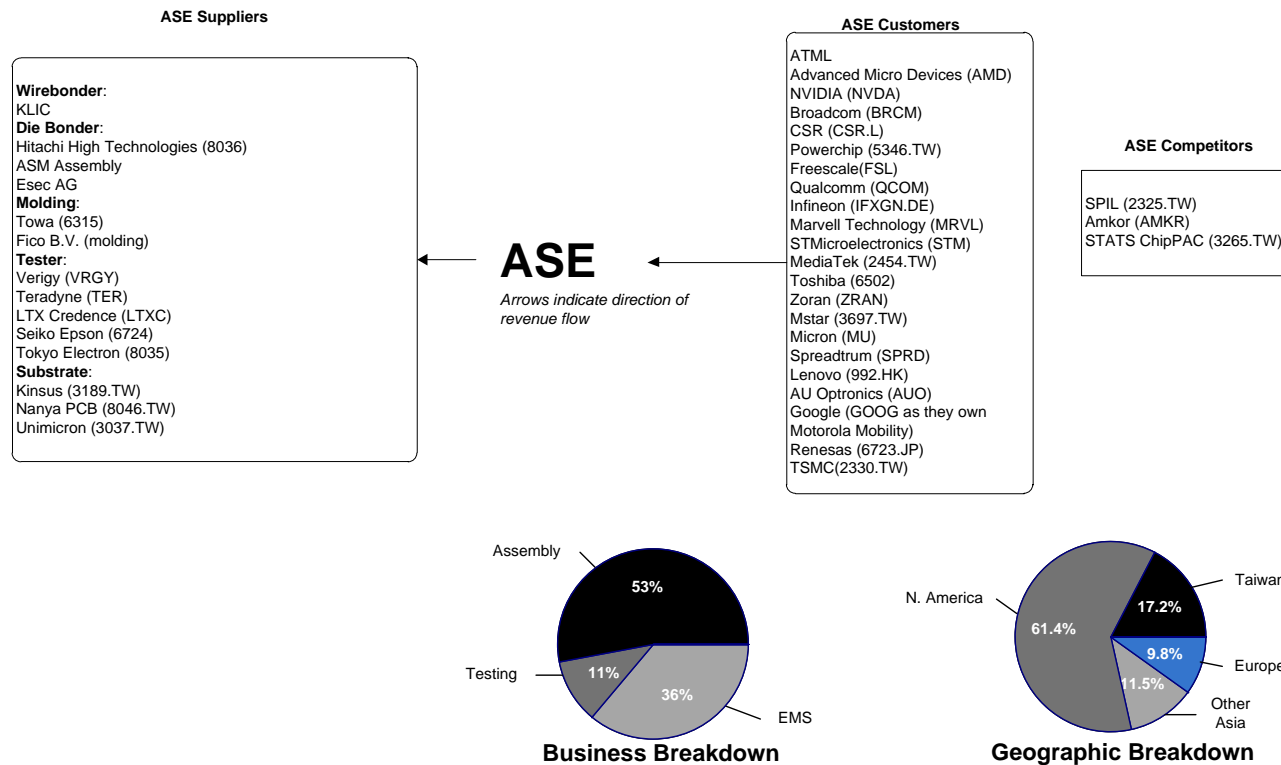 ASE Suppliers
Wirebonder:
KLIC
Die Bonder:
Hitachi High Technologies (8036)
ASM Assembly
Esec AG
Molding:
Towa (6315)
Fico B.V. (molding)
Tester:
Verigy (VRGY)
Teradyne (TER)
LTX Credence (LTXC)
Seiko Epson (6724)
Tokyo Electron (8035)
Substrate:
Kinsus (3189.TW)
Nanya PCB (8046.TW)
Unimicron (3037.TW)
ASE
Arrows indicate direction of
revenue flow
ASE Customers
ATML
Advanced Micro Devices (AMD)
NVIDIA (NVDA)
Broadcom (BRCM)
CSR (CSR.L)
Powerchip (5346.TW)
Freescale(FSL)
Qualcomm (QCOM)
Infineon (IFXGN.DE)
Marvell Technology (MRVL)
STMicroelectronics (STM)
MediaTek (2454.TW)
Toshiba (6502)
Zoran (ZRAN)
Mstar (3697.TW)
Micron (MU)
Spreadtrum (SPRD)
Lenovo (992.HK)
AU Optronics (AUO)
Google (GOOG as they own
Motorola Mobility)
Renesas (6723.JP)
TSMC(2330.TW)
ASE Competitors
SPIL (2325.TW)
Amkor (AMKR)
STATS ChipPAC (3265.TW)
Assembly
53%
Testing
11%
36%
EMS
Business Breakdown
N. America
61.4%
Taiwan
17.2%
9.8%
Europe
11.5%
Other
Asia
Geographic Breakdown